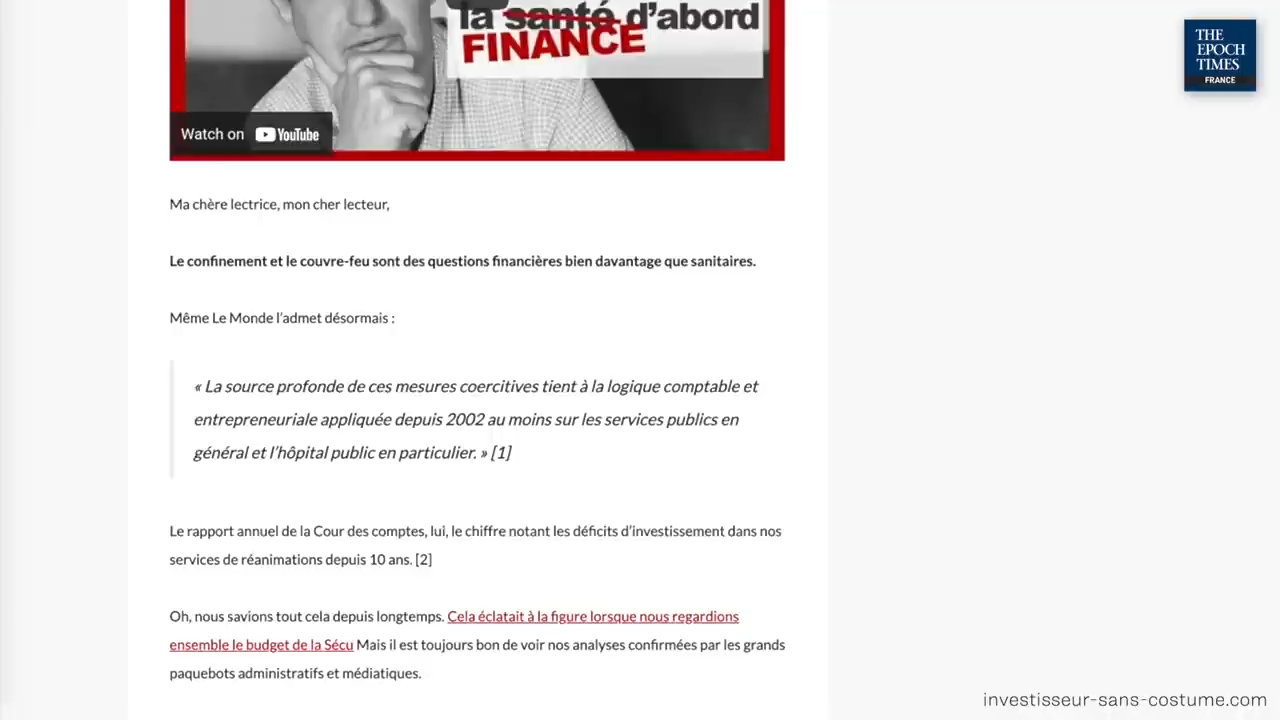 la santé d'abord
FINANCE
THE
EPOCH
TIMES
FRANCE
Watch on YouTube
Ma chère lectrice, mon cher lecteur,
Le confinement et le couvre-feu sont des questions financières bien davantage que sanitaires.
Même Le Monde l'admet désormais :
« La source profonde de ces mesures coercitives tient à la logique comptable et
entrepreneuriale appliquée depuis 2002 au moins sur les services publics en
général et l'hôpital public en particulier. » [1]
Le rapport annuel de la Cour des comptes, lui, le chiffre notant les déficits d'investissement dans nos
services de réanimations depuis 10 ans. [2]
Oh, nous savions tout cela depuis longtemps. Cela éclatait à la figure lorsque nous regardions
ensemble le budget de la Sécu Mais il est toujours bon de voir nos analyses confirmées par les grands
paquebots administratifs et médiatiques.
investisseur-sans-costume.com